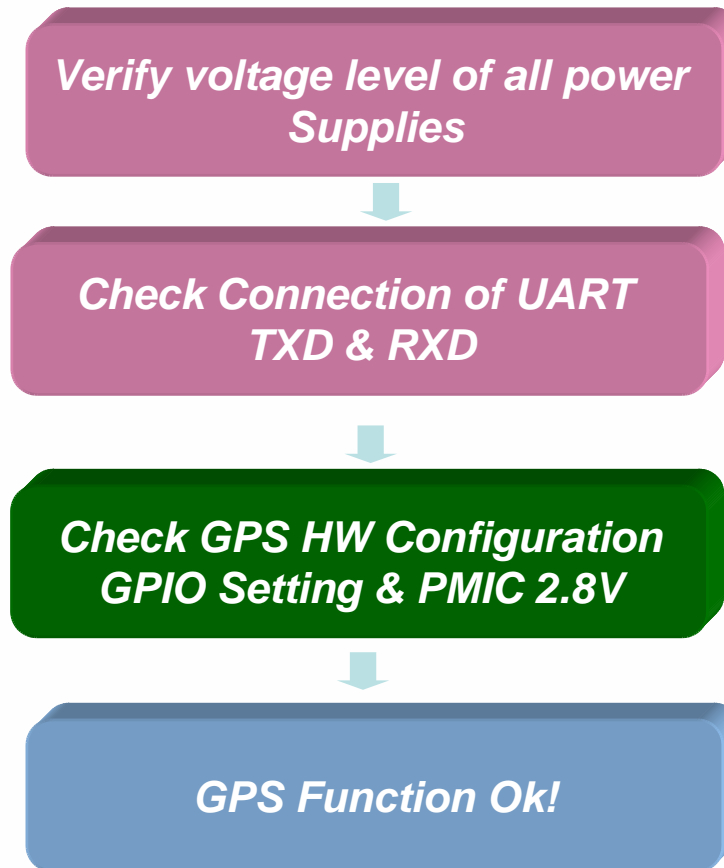 Verify voltage level of all power
Supplies
Check Connection of UART
TXD & RXD
Check GPS HW Configuration
GPIO Setting & PMIC 2.8V
GPS Function Ok!